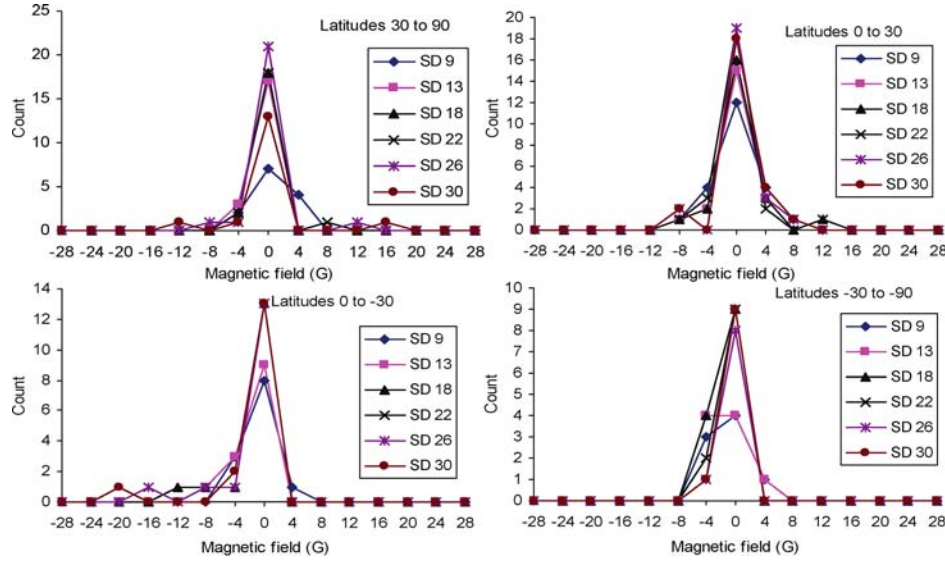 Latitudes 30 to 90
25
20
15
10
5
0
Count
SD 9
SD 13
SD 18
SD 22
SD 26
SD 30
-28 -24 -20 -16 -12 -8 -4 0 4 8 12 16 20 24 28
Magnetic field (G)
Latitudes 0 to 30
20
18
16
14
12
10
8
6
4
2
0
Count
SD 9
SD 13
SD 18
SD 22
SD 26
SD 30
-28 -24 -20 -16 -12 -8 -4 0 4 8 12 16 20 24 28
Magnetic field (G)
Latitudes 0 to -30
14
12
10
8
6
4
2
0
Count
SD 9
SD 13
SD 18
SD 22
SD 26
SD 30
-28 -24 -20 -16 -12 -8 -4 0 4 8 12 16 20 24 28
Magnetic field (G)
Latitudes -30 to -90
10
9
8
7
6
5
4
3
2
1
0
Count
SD 9
SD 13
SD 18
SD 22
SD 26
SD 30
-28 -24 -20 -16 -12 -8 -4 0 4 8 12 16 20 24 28
Magnetic field (G)